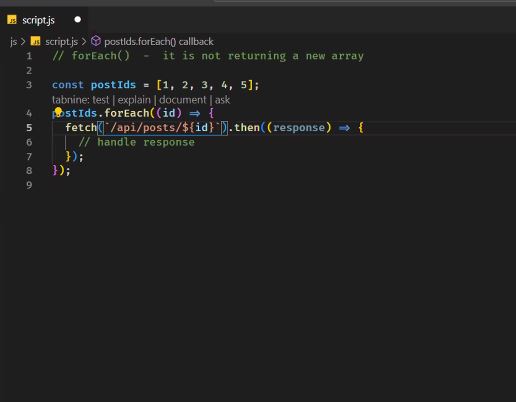 JS script.js
js > JS script.js > postIds.forEach() callback
1 // forEach() - it is not returning a new array
2
3 const postIds = [1, 2, 3, 4, 5];
tabnine: test | explain | document | ask
4 postIds.forEach((id) => {
5 fetch(`/api/posts/${id}`).then((response) => {
6 // handle response
7 });
8 });
9